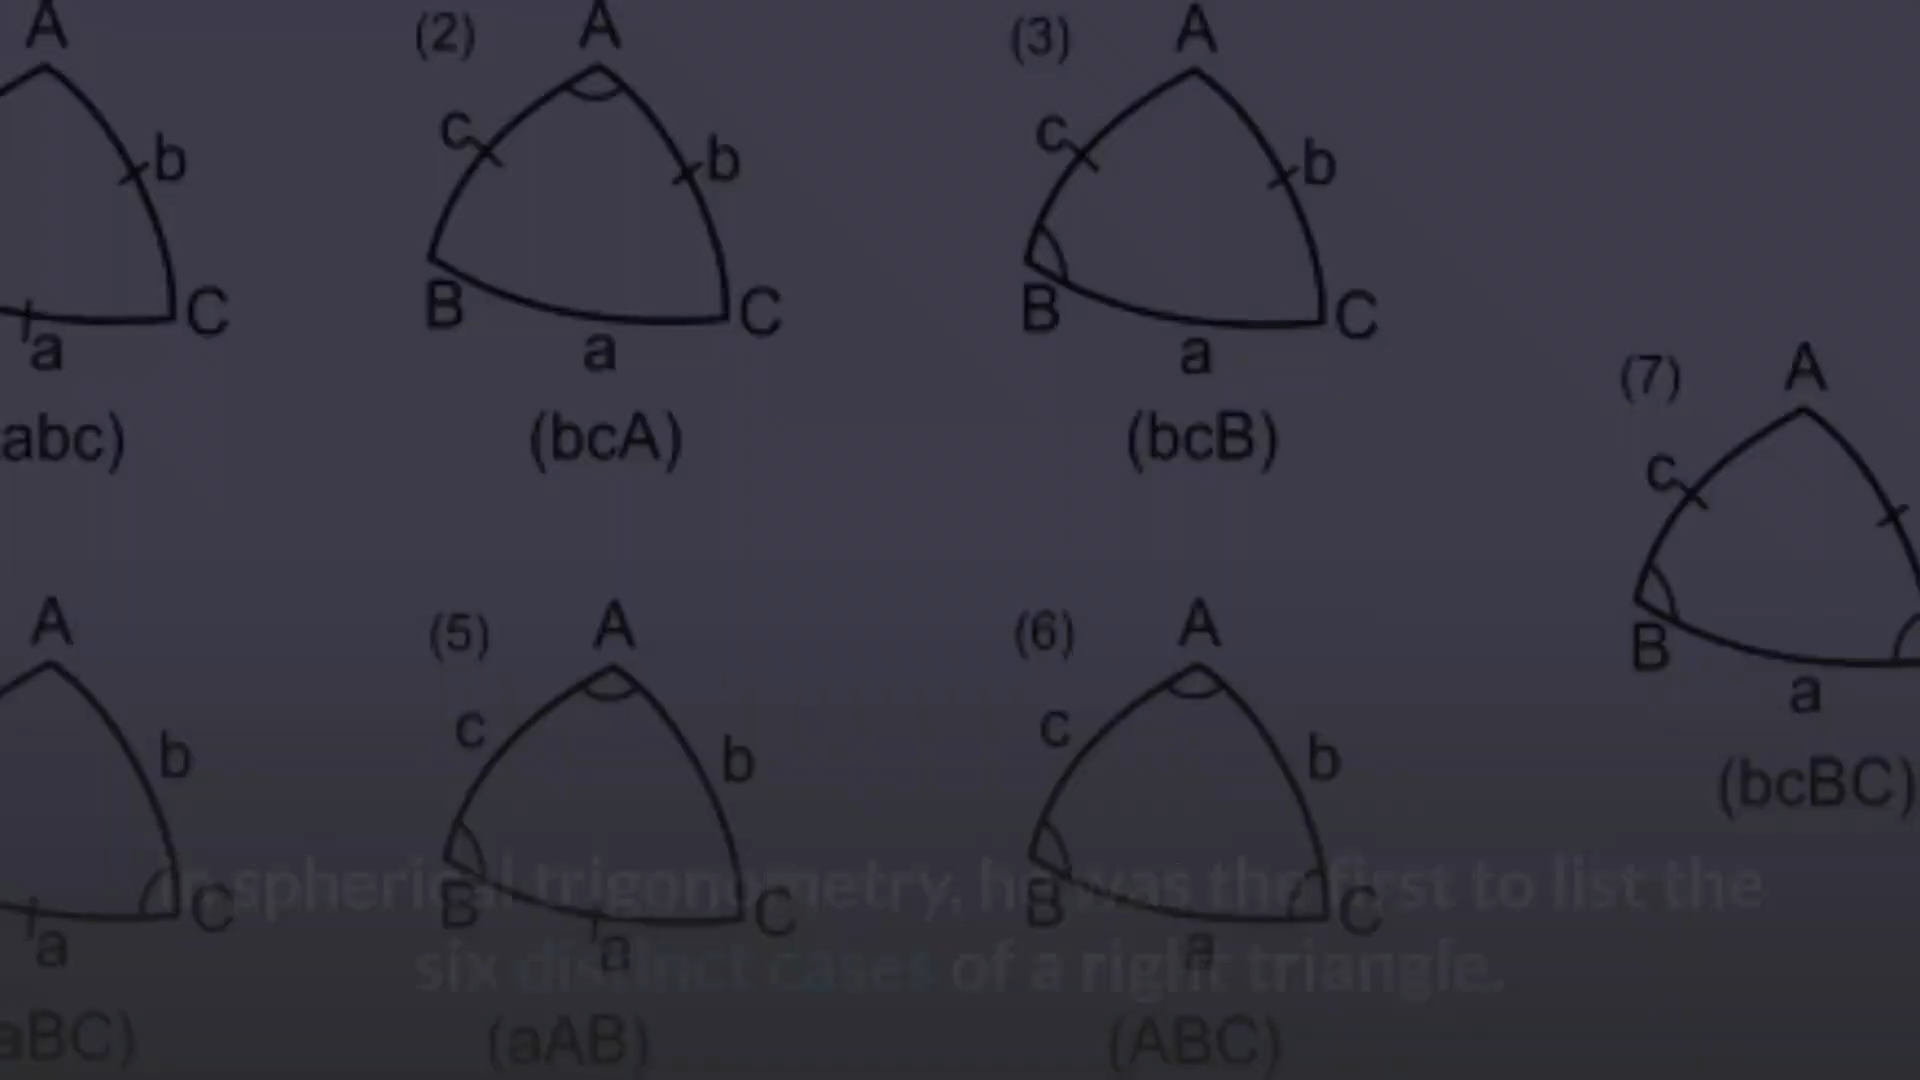 A
(2)
A
(3)
A
b
c
b
c
b
C
B
C
B
C
a
a
a
abc)
(bcA)
(bcB)
(7)
A
c
B
a
(bcBC)
A
(5)
A
(6)
A
b
c
b
c
b
C
B
C
B
C
a
a
a
In spherical trigonometry, he was the first to list the
six distinct cases of a right triangle.
aBC)
(aAB)
(ABC)